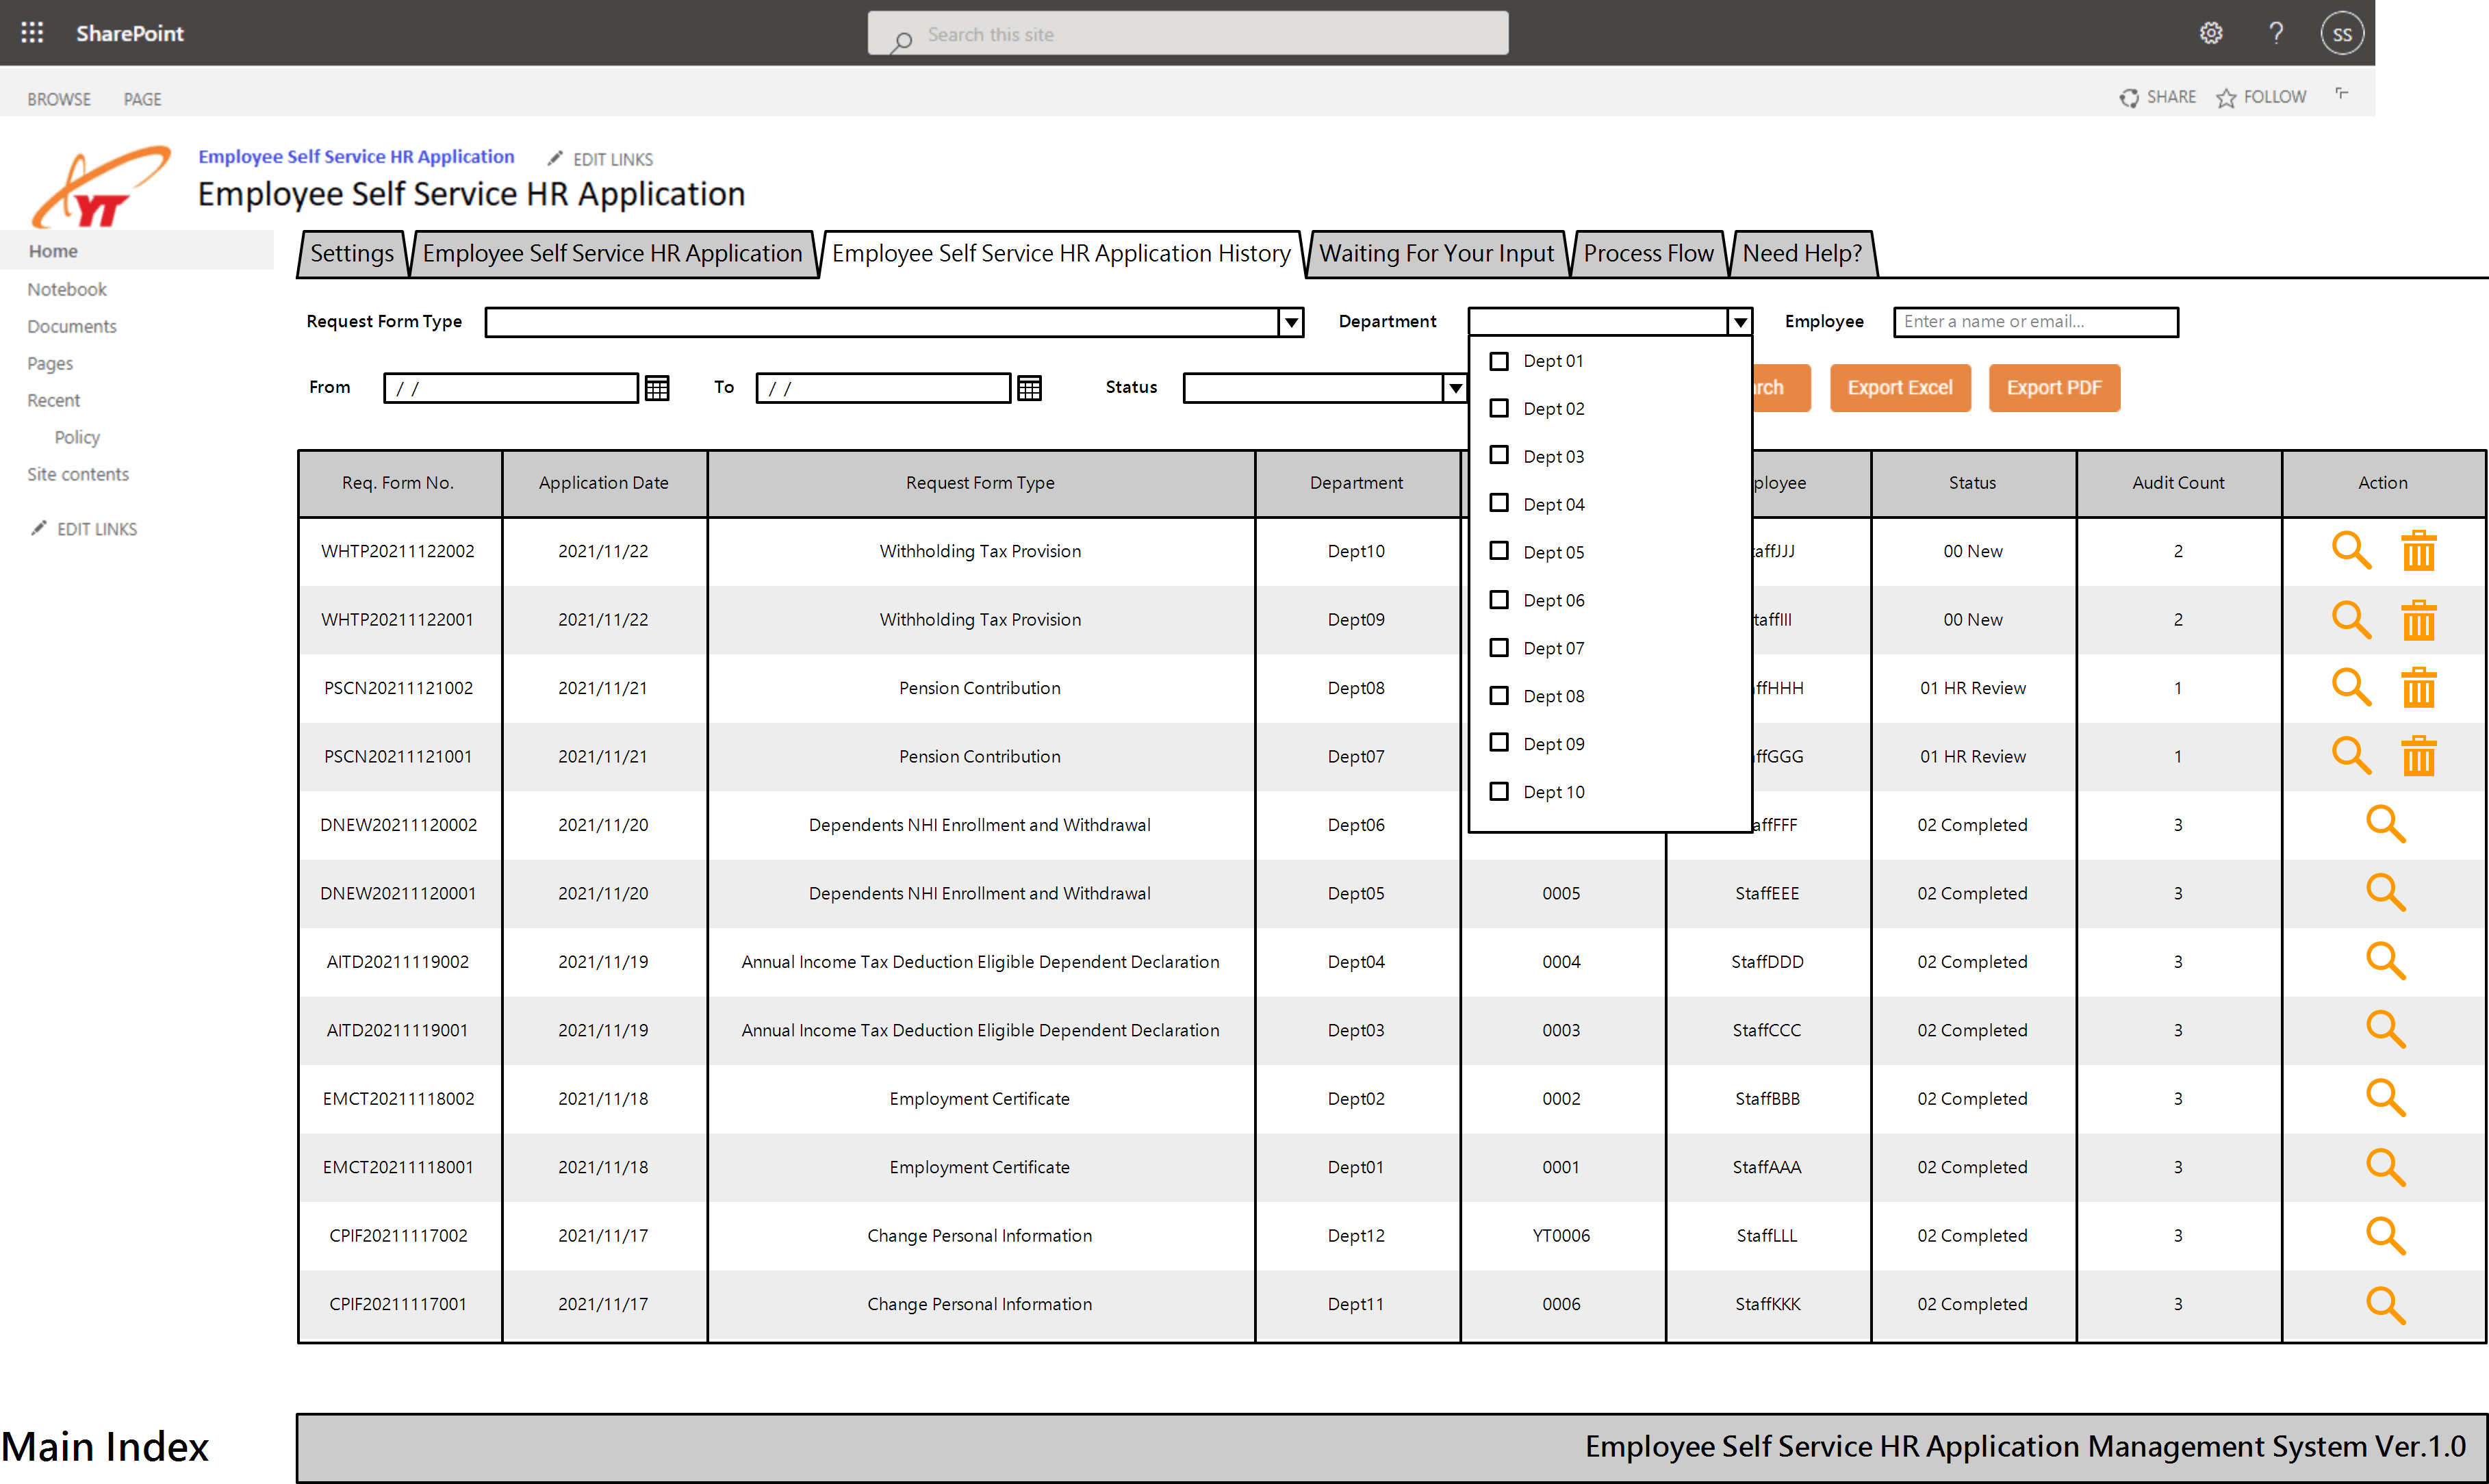 SharePoint
Search this site
?
SS
BROWSE PAGE
SHARE FOLLOW
YT
Employee Self Service HR Application EDIT LINKS
Employee Self Service HR Application
Home
Notebook
Documents
Pages
Recent
Policy
Site contents
EDIT LINKS
Settings Employee Self Service HR Application Employee Self Service HR Application History Waiting For Your Input Process Flow Need Help?
Request Form Type Department Employee Enter a name or email...
From / / To / / Status rch Export Excel Export PDF
Dept 01
Dept 02
Dept 03
Dept 04
Dept 05
Dept 06
Dept 07
Dept 08
Dept 09
Dept 10
Req. Form No. Application Date Request Form Type Department ployee Status Audit Count Action
WHTP20211122002 2021/11/22 Withholding Tax Provision Dept10 affJJJ 00 New 2
WHTP20211122001 2021/11/22 Withholding Tax Provision Dept09 taffIII 00 New 2
PSCN20211121002 2021/11/21 Pension Contribution Dept08 ffHHH 01 HR Review 1
PSCN20211121001 2021/11/21 Pension Contribution Dept07 ffGGG 01 HR Review 1
DNEW20211120002 2021/11/20 Dependents NHI Enrollment and Withdrawal Dept06 affFFF 02 Completed 3
DNEW20211120001 2021/11/20 Dependents NHI Enrollment and Withdrawal Dept05 0005 StaffEEE 02 Completed 3
AITD20211119002 2021/11/19 Annual Income Tax Deduction Eligible Dependent Declaration Dept04 0004 StaffDDD 02 Completed 3
AITD20211119001 2021/11/19 Annual Income Tax Deduction Eligible Dependent Declaration Dept03 0003 StaffCCC 02 Completed 3
EMCT20211118002 2021/11/18 Employment Certificate Dept02 0002 StaffBBB 02 Completed 3
EMCT20211118001 2021/11/18 Employment Certificate Dept01 0001 StaffAAA 02 Completed 3
CPIF20211117002 2021/11/17 Change Personal Information Dept12 YT0006 StaffLLL 02 Completed 3
CPIF20211117001 2021/11/17 Change Personal Information Dept11 0006 StaffKKK 02 Completed 3
Main Index
Employee Self Service HR Application Management System Ver.1.0